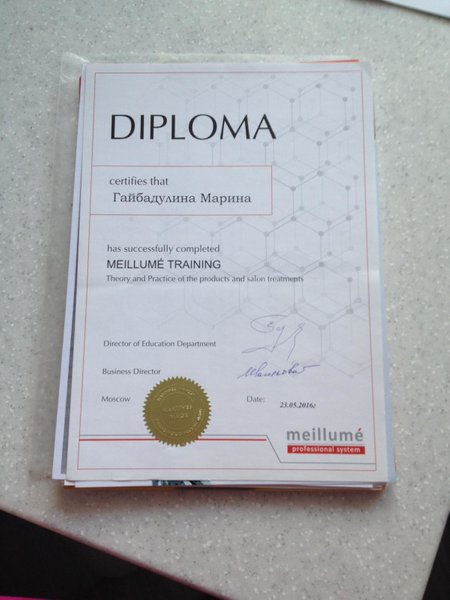 DIPLOMA
certifies that
Гайбадулина Марина
has successfully completed
MEILLUMÉ TRAINING
Theory and Practice of the products and salon treatments
Director of Education Department
Business Director
Moscow
Date: 23.05.2016г
meillumé
professional system